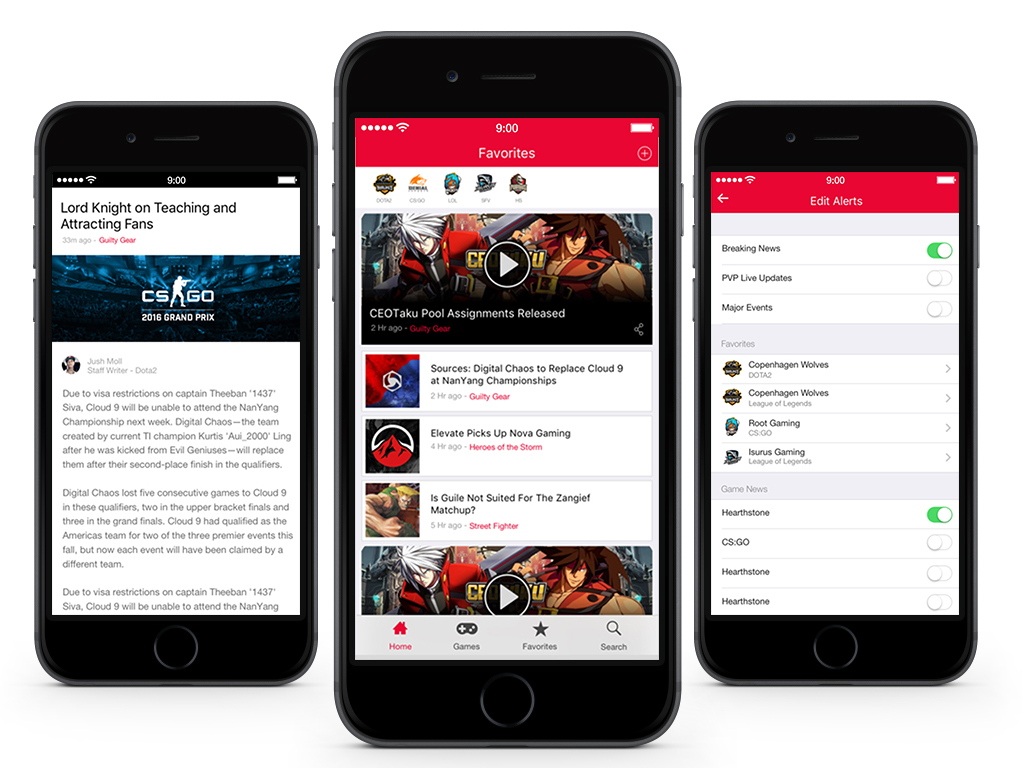 9:00
Lord Knight on Teaching and
Attracting Fans
33m ago - Guilty Gear
CS GO
2016 GRAND PRIX
Jush Moll
Staff Writer - Dota2
Due to visa restrictions on captain Theeban '1437'
Siva, Cloud 9 will be unable to attend the NanYang
Championship next week. Digital Chaos—the team
created by current TI champion Kurtis 'Aui_2000' Ling
after he was kicked from Evil Geniuses—will replace
them after their second-place finish in the qualifiers.
Digital Chaos lost five consecutive games to Cloud 9
in these qualifiers, two in the upper bracket finals and
three in the grand finals. Cloud 9 had qualified as the
Americas team for two of the three premier events this
fall, but now each event will have been claimed by a
different team.
Due to visa restrictions on captain Theeban '1437'
Siva, Cloud 9 will be unable to attend the NanYang
9:00
Favorites
DOTA2
CS:GO
LOL
SFV
HS
CEOTaku Pool Assignments Released
2 Hr ago - Guilty Gear
Sources: Digital Chaos to Replace Cloud 9
at NanYang Championships
2 Hr ago - Guilty Gear
Elevate Picks Up Nova Gaming
4 Hr ago - Heroes of the Storm
Is Guile Not Suited For The Zangief
Matchup?
5 Hr ago - Street Fighter
Home
Games
Favorites
Search
9:00
Edit Alerts
Breaking News
PVP Live Updates
Major Events
Favorites
Copenhagen Wolves
DOTA2
Copenhagen Wolves
League of Legends
Root Gaming
CS:GO
Isurus Gaming
League of Legends
Game News
Hearthstone
CS:GO
Hearthstone
Hearthstone